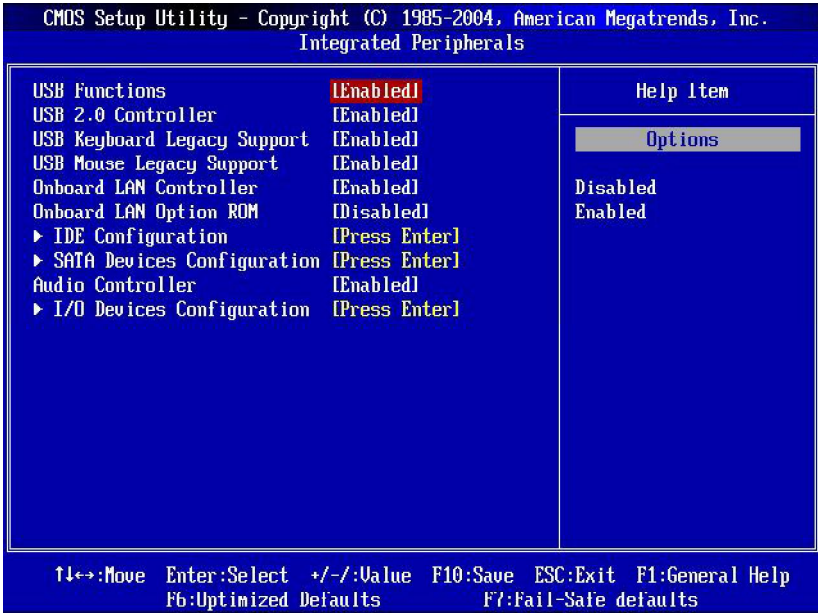 CMOS Setup Utility - Copyright (C) 1985-2004, American Megatrends, Inc.
Integrated Peripherals
USB Functions [Enabled]
USB 2.0 Controller [Enabled]
USB Keyboard Legacy Support [Enabled]
USB Mouse Legacy Support [Enabled]
Onboard LAN Controller [Enabled]
Onboard LAN Option ROM [Disabled]
▶ IDE Configuration [Press Enter]
▶ SATA Devices Configuration [Press Enter]
Audio Controller [Enabled]
▶ I/O Devices Configuration [Press Enter]
Help Item
Options
Disabled
Enabled
↑↓←→:Move Enter:Select +/-/:Value F10:Save ESC:Exit F1:General Help
F6:Optimized Defaults F7:Fail-Safe defaults